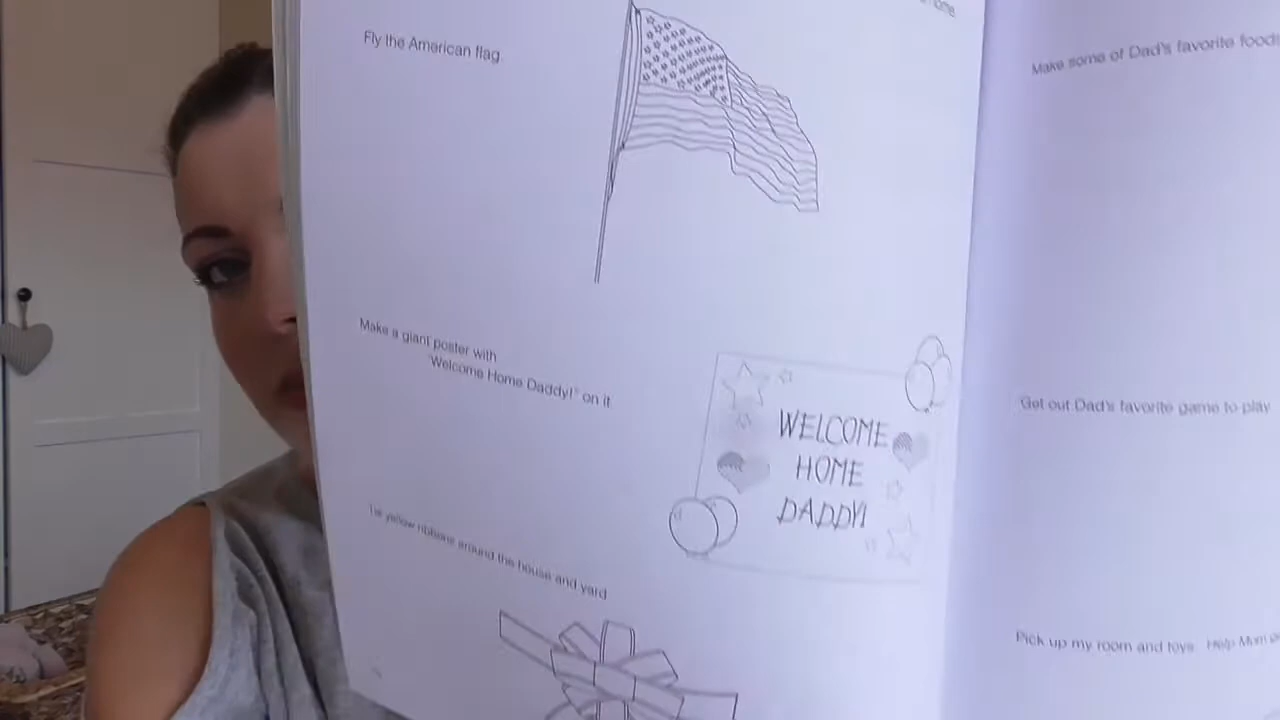 Fly the American flag.
Make a giant poster with
"Welcome Home Daddy!" on it
Tie yellow ribbons around the house and yard
WELCOME
HOME
DADDY!
Make some of Dad's favorite foods
Get out Dad's favorite game to play
Pick up my room and toys. Help Mom